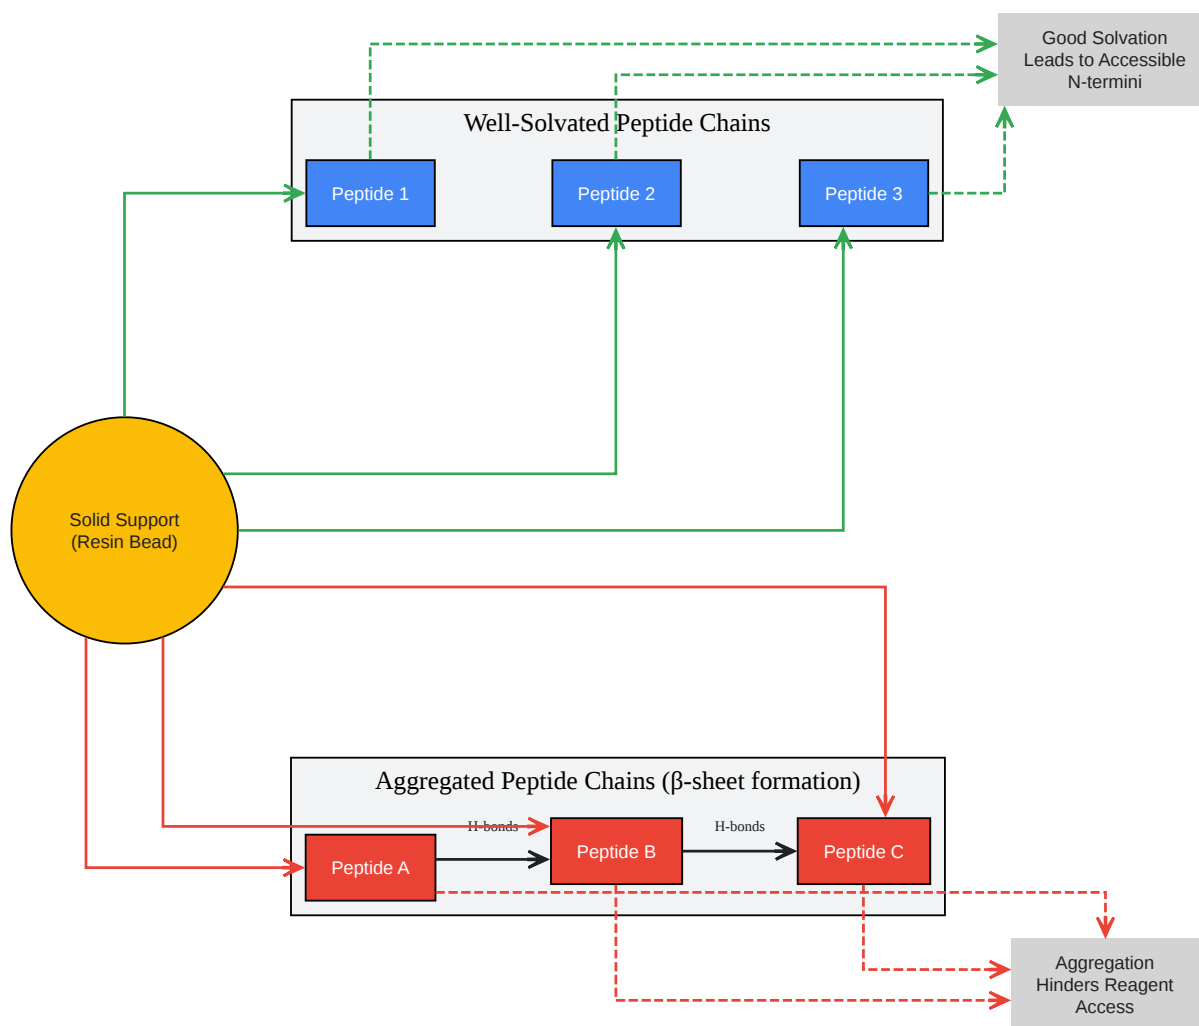 Good Solvation
Leads to Accessible
N-termini
Well-Solvated Peptide Chains
Peptide 1
Peptide 2
Peptide 3
Solid Support
(Resin Bead)
Aggregated Peptide Chains (β-sheet formation)
H-bonds
H-bonds
Peptide A
Peptide B
Peptide C
Aggregation
Hinders Reagent
Access